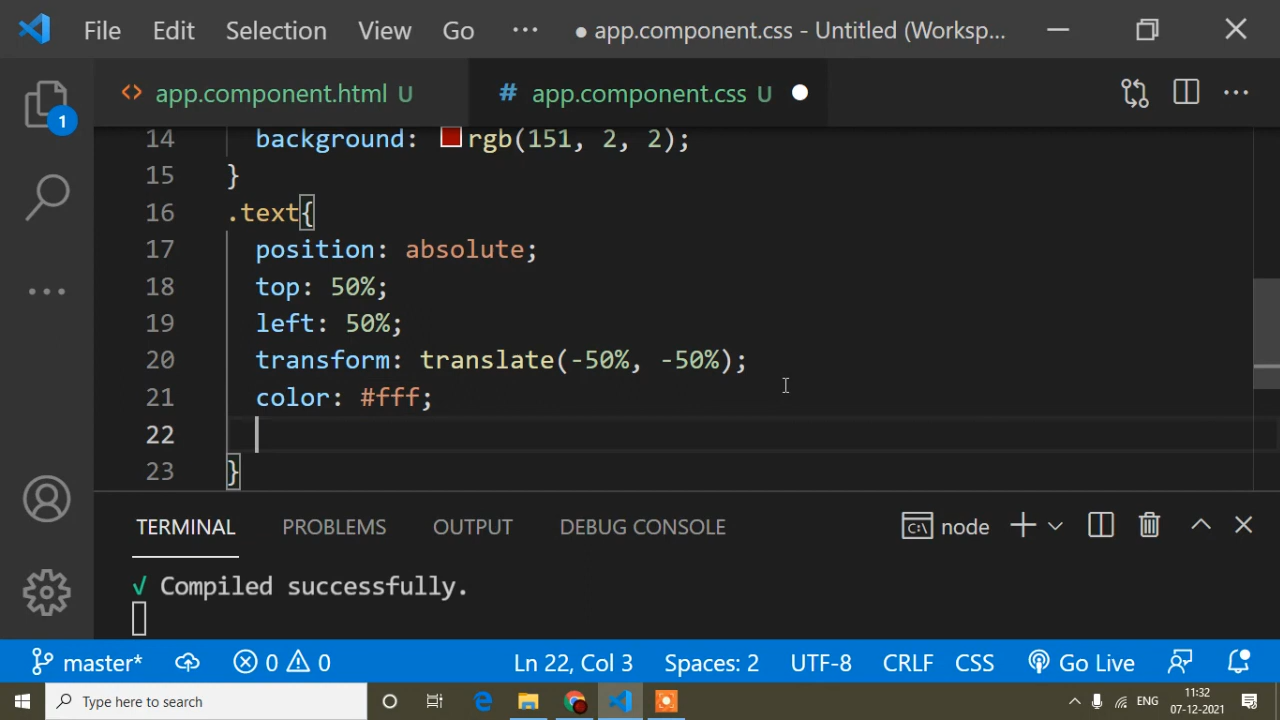 File Edit Selection View Go ··· ● app.component.css - Untitled (Worksp...
<> app.component.html U # app.component.css U ●
14 background: rgb(151, 2, 2);
15 }
16 .text{
17 position: absolute;
18 top: 50%;
19 left: 50%;
20 transform: translate(-50%, -50%);
21 color: #fff;
22
23 }
1
TERMINAL PROBLEMS OUTPUT DEBUG CONSOLE node
√ Compiled successfully.
master* 0 0 Ln 22, Col 3 Spaces: 2 UTF-8 CRLF CSS Go Live
Type here to search ENG 11:32
07-12-2021